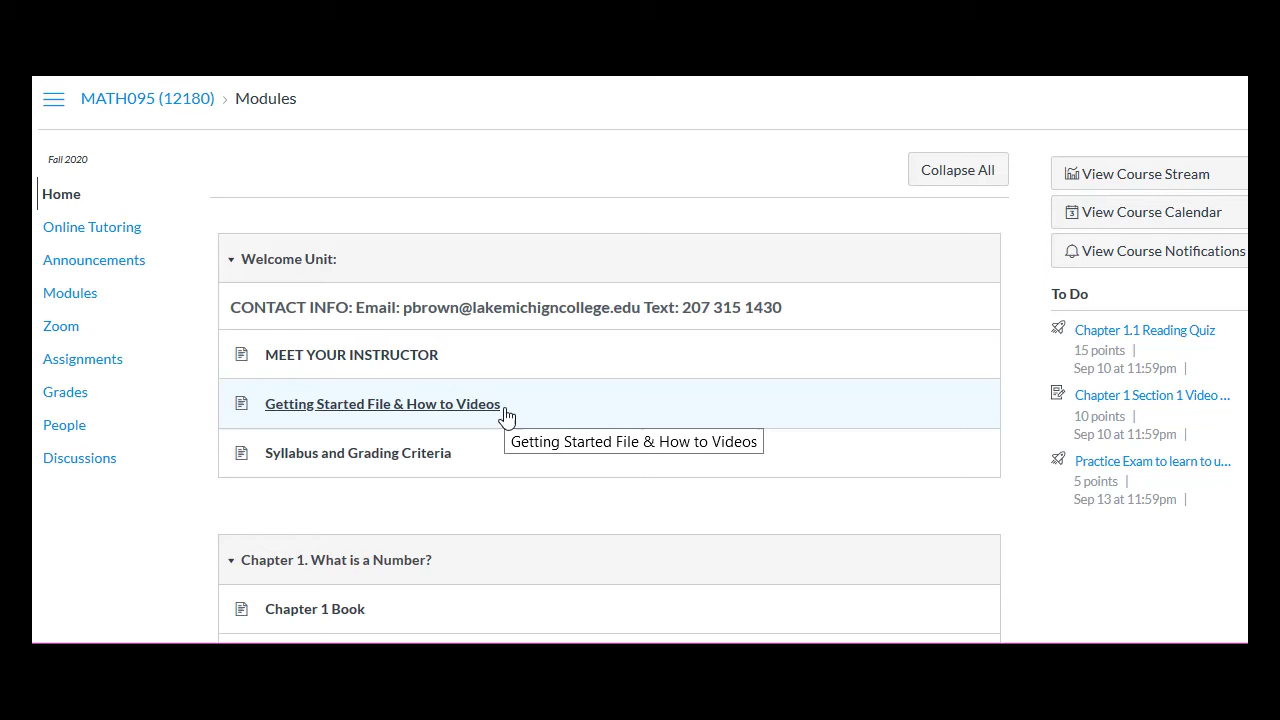 MATH095 (12180) › Modules
Fall 2020
Home
Online Tutoring
Announcements
Modules
Zoom
Assignments
Grades
People
Discussions
Collapse All
Welcome Unit:
CONTACT INFO: Email: pbrown@lakemichigncollege.edu Text: 207 315 1430
MEET YOUR INSTRUCTOR
Getting Started File & How to Videos
Getting Started File & How to Videos
Syllabus and Grading Criteria
Chapter 1. What is a Number?
Chapter 1 Book
View Course Stream
3 View Course Calendar
View Course Notifications
To Do
Chapter 1.1 Reading Quiz
15 points |
Sep 10 at 11:59pm |
Chapter 1 Section 1 Video ...
10 points |
Sep 10 at 11:59pm |
Practice Exam to learn to u...
5 points |
Sep 13 at 11:59pm |